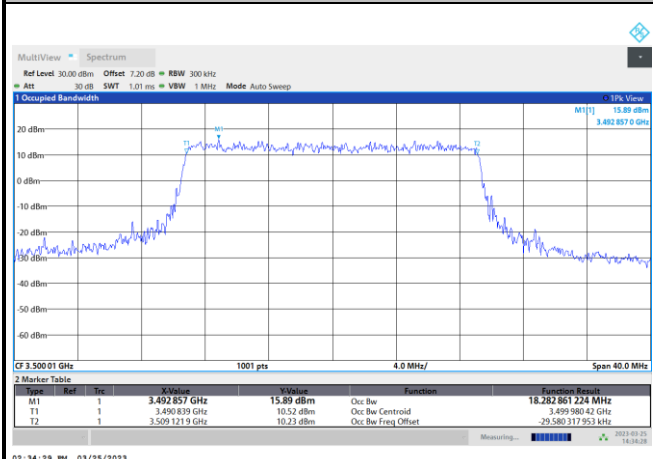 MultiView Spectrum
Ref Level 30.00 dBm Offset 7.20 dB RBW 300 kHz
Att 30 dB SWT 1.01 ms VBW 1 MHz Mode Auto Sweep
1 Occupied Bandwidth 1Pk View
M1[1] 15.89 dBm
3.492 857 0 GHz
20 dBm
T1 M1 T2
10 dBm
0 dBm
-10 dBm
-20 dBm
-30 dBm
-40 dBm
-50 dBm
-60 dBm
CF 3.500 01 GHz 1001 pts 4.0 MHz/ Span 40.0 MHz
2 Marker Table
Type Ref Trc X-Value Y-Value Function Function Result
M1 1 3.492 857 GHz 15.89 dBm Occ Bw 18.282 861 224 MHz
T1 1 3.490 839 GHz 10.52 dBm Occ Bw Centroid 3.499 980 42 GHz
T2 1 3.509 121 9 GHz 10.23 dBm Occ Bw Freq Offset -29.580 317 953 kHz
Measuring... 2023-03-25
14:34:28
02:34:29 PM 03/25/2023